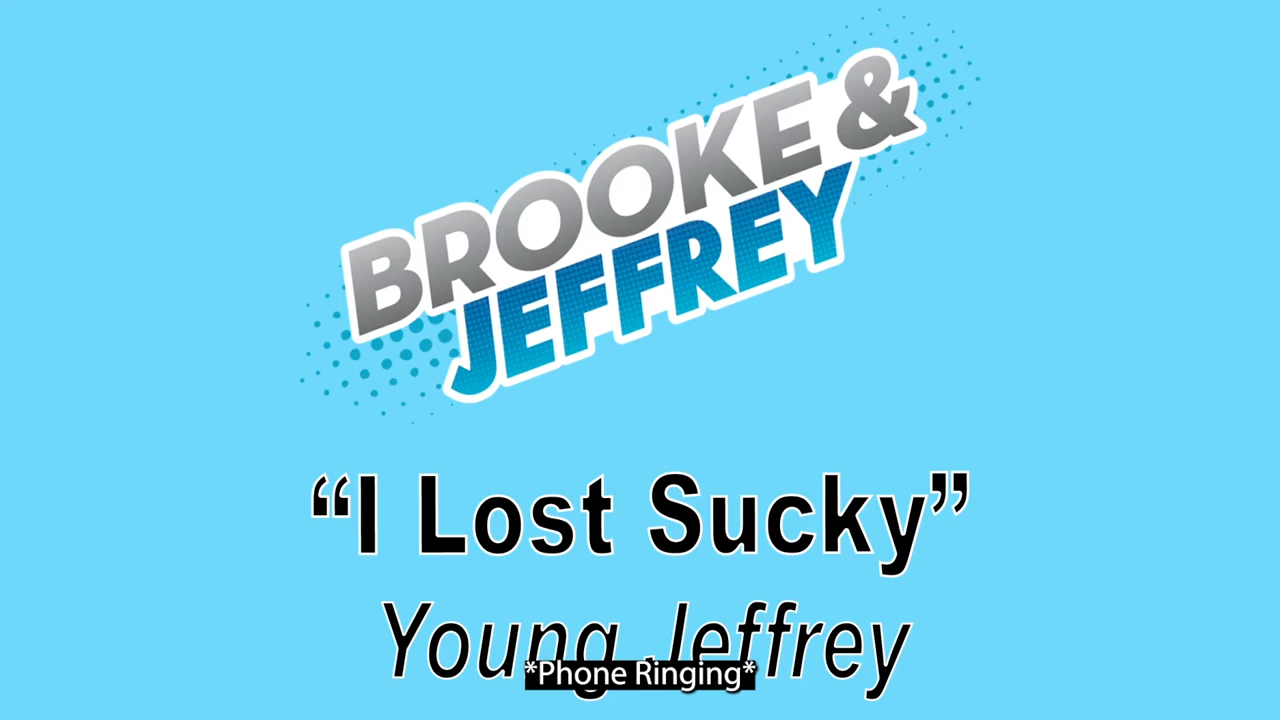 BROOKE &
JEFFREY
“I Lost Sucky”
Young Jeffrey
*Phone Ringing*